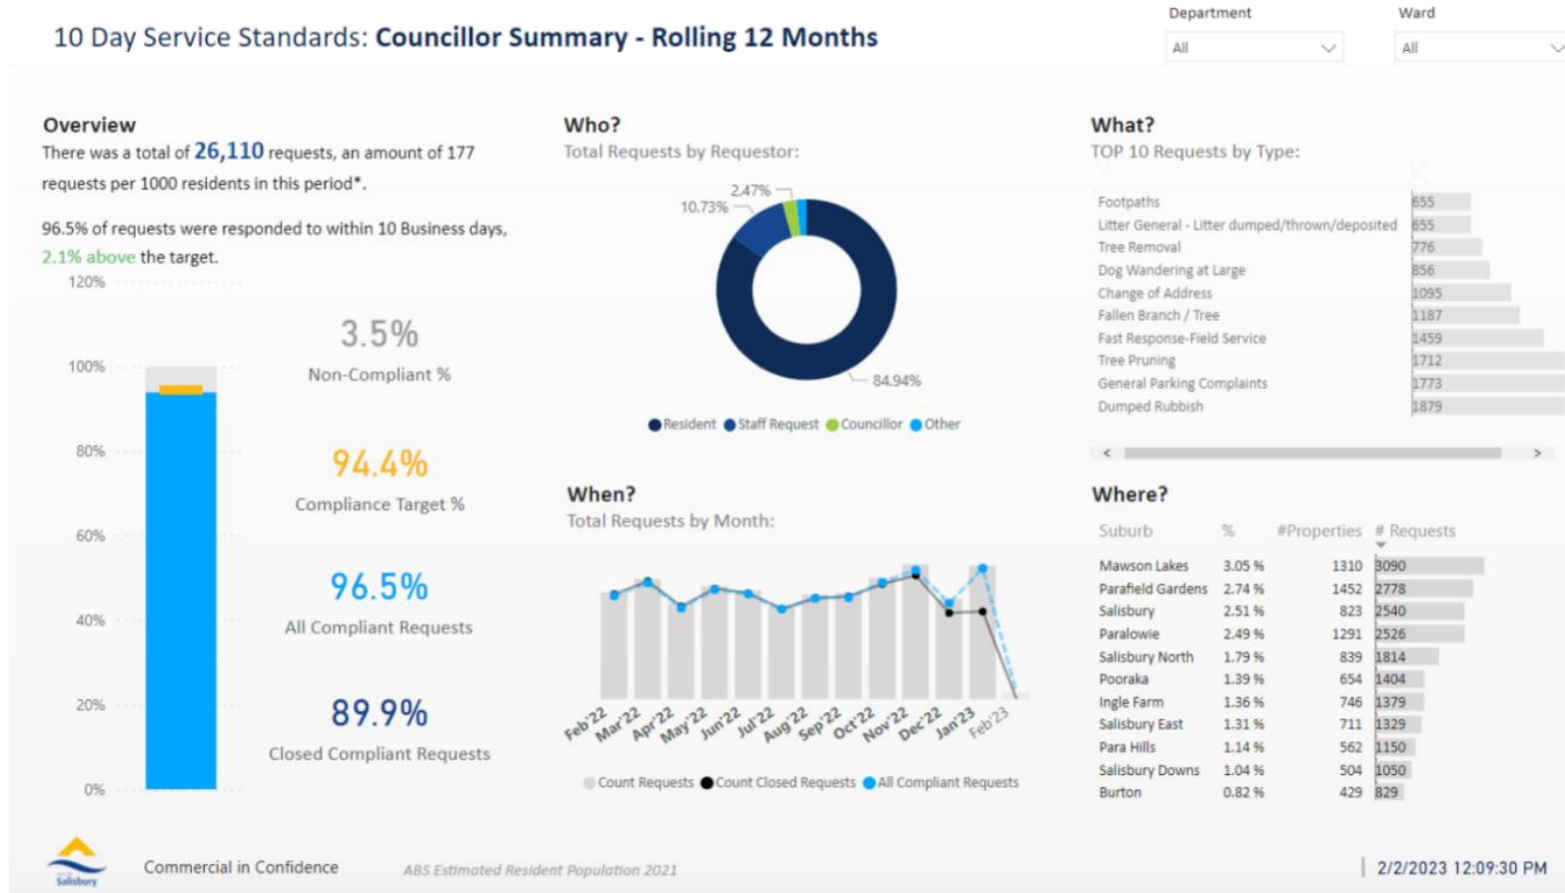 10 Day Service Standards: Councillor Summary - Rolling 12 Months
Department
All
Ward
All
Overview
There was a total of 26,110 requests, an amount of 177
requests per 1000 residents in this period*.
96.5% of requests were responded to within 10 Business days,
2.1% above the target.
120%
100%
80%
60%
40%
20%
0%
3.5%
Non-Compliant %
94.4%
Compliance Target %
96.5%
All Compliant Requests
89.9%
Closed Compliant Requests
Who?
Total Requests by Requestor:
2.47%
10.73%
84.94%
Resident Staff Request Councillor Other
When?
Total Requests by Month:
Feb'22 Mar'22 Apr'22 May'22 Jun'22 Jul'22 Aug'22 Sep'22 Oct'22 Nov'22 Dec'22 Jan'23 Feb'23
Count Requests Count Closed Requests All Compliant Requests
What?
TOP 10 Requests by Type:
Footpaths 655
Litter General - Litter dumped/thrown/deposited 655
Tree Removal 776
Dog Wandering at Large 856
Change of Address 1095
Fallen Branch / Tree 1187
Fast Response-Field Service 1459
Tree Pruning 1712
General Parking Complaints 1773
Dumped Rubbish 1879
Where?
Suburb % #Properties # Requests
Mawson Lakes 3.05 % 1310 3090
Parafield Gardens 2.74 % 1452 2778
Salisbury 2.51 % 823 2540
Paralowie 2.49 % 1291 2526
Salisbury North 1.79 % 839 1814
Pooraka 1.39 % 654 1404
Ingle Farm 1.36 % 746 1379
Salisbury East 1.31 % 711 1329
Para Hills 1.14 % 562 1150
Salisbury Downs 1.04 % 504 1050
Burton 0.82 % 429 829
Salisbury
Commercial in Confidence
ABS Estimated Resident Population 2021
2/2/2023 12:09:30 PM